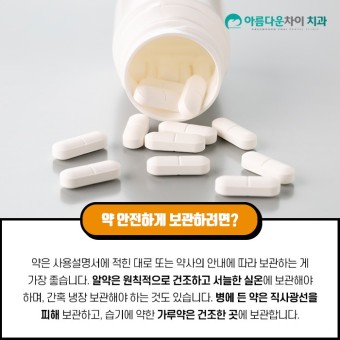 아름다운차이 치과
약 안전하게 보관하려면?
약은 사용설명서에 적힌 대로 또는 약사의 안내에 따라 보관하는 게
가장 좋습니다. 알약은 원칙적으로 건조하고 서늘한 실온에 보관해야
하며, 간혹 냉장 보관해야 하는 것도 있습니다. 병에 든 약은 직사광선을
피해 보관하고, 습기에 약한 가루약은 건조한 곳에 보관합니다.